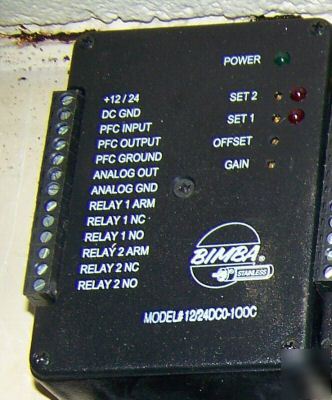 POWER
+12 / 24
DC GND
PFC INPUT
PFC OUTPUT
PFC GROUND
ANALOG OUT
ANALOG GND
RELAY 1 ARM
RELAY 1 NC
RELAY 1 NO
RELAY 2 ARM
RELAY 2 NC
RELAY 2 NO
SET 2
SET 1
OFFSET
GAIN
BIMBA
STAINLESS
MODEL# 12/24DC0-100C